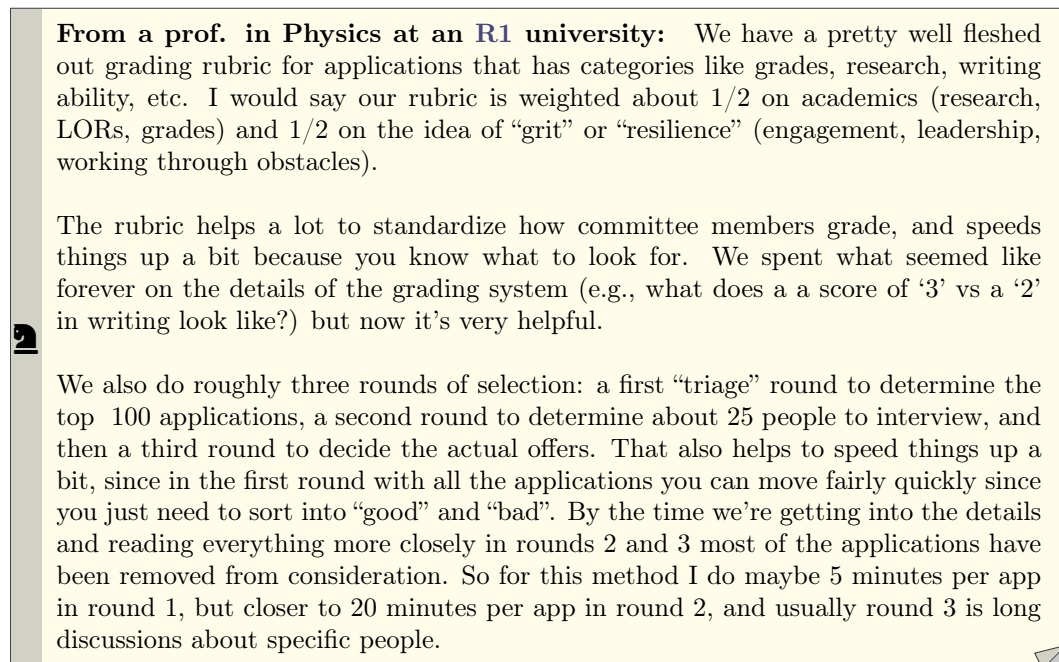 From a prof. in Physics at an R1 university: We have a pretty well fleshed
out grading rubric for applications that has categories like grades, research, writing
ability, etc. I would say our rubric is weighted about 1/2 on academics (research,
LORs, grades) and 1/2 on the idea of “grit” or “resilience” (engagement, leadership,
working through obstacles).
The rubric helps a lot to standardize how committee members grade, and speeds
things up a bit because you know what to look for. We spent what seemed like
forever on the details of the grading system (e.g., what does a a score of ‘3’ vs a ‘2’
in writing look like?) but now it's very helpful.
We also do roughly three rounds of selection: a first “triage” round to determine the
top 100 applications, a second round to determine about 25 people to interview, and
then a third round to decide the actual offers. That also helps to speed things up a
bit, since in the first round with all the applications you can move fairly quickly since
you just need to sort into “good” and “bad”. By the time we're getting into the details
and reading everything more closely in rounds 2 and 3 most of the applications have
been removed from consideration. So for this method I do maybe 5 minutes per app
in round 1, but closer to 20 minutes per app in round 2, and usually round 3 is long
discussions about specific people.